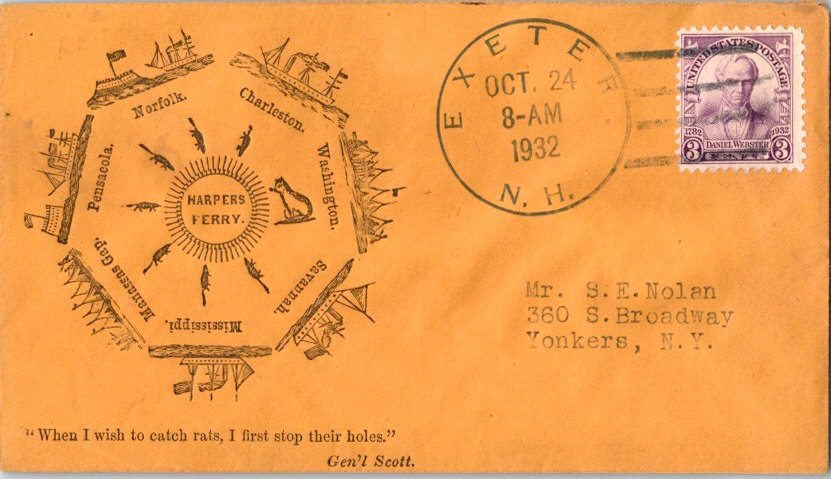 Norfolk.
Charleston.
Washington.
Savannah.
Mississippi.
Manassas Gap.
Pensacola.
HARPERS
FERRY.
"When I wish to catch rats, I first stop their holes."
Gen'l Scott.
EXETER
OCT. 24
8-AM
1932
N. H.
UNITED STATES POSTAGE
1782 1932
3 DANIEL WEBSTER 3
Mr. S.E.Nolan
360 S.Broadway
Yonkers, N.Y.